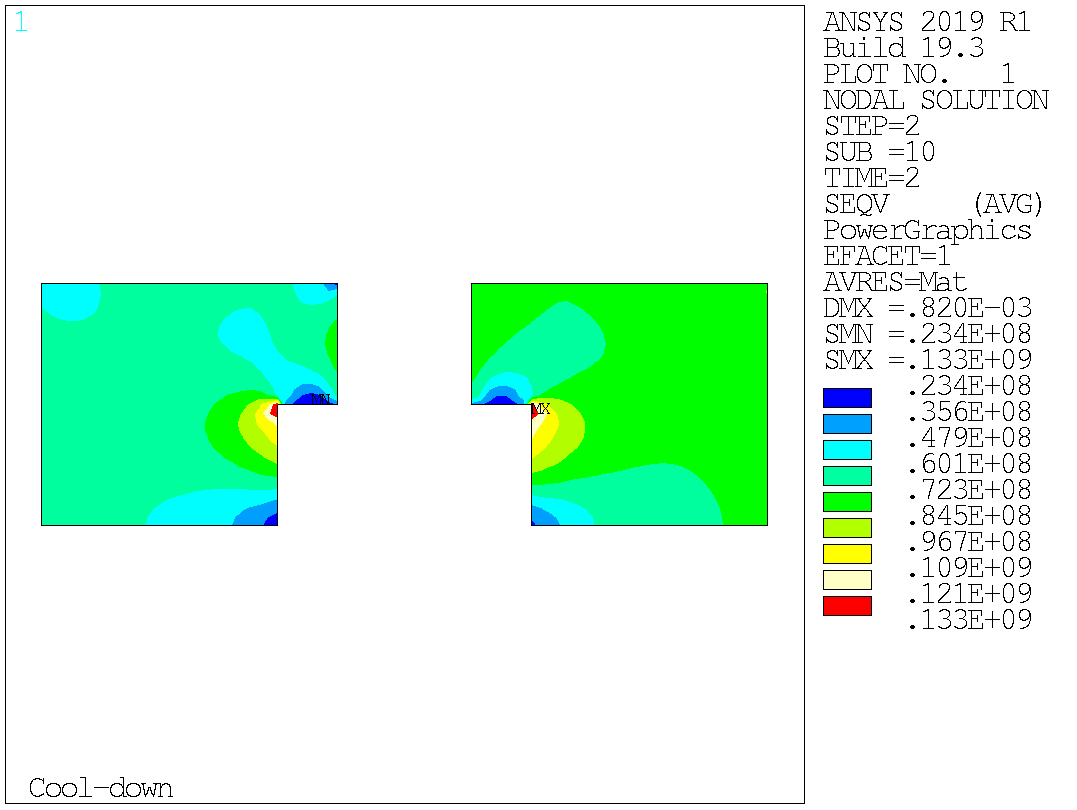 1
ANSYS 2019 R1
Build 19.3
PLOT NO. 1
NODAL SOLUTION
STEP=2
SUB =10
TIME=2
SEQV (AVG)
PowerGraphics
EFACET=1
AVRES=Mat
DMX =.820E-03
SMN =.234E+08
SMX =.133E+09
.234E+08
.356E+08
.479E+08
.601E+08
.723E+08
.845E+08
.967E+08
.109E+09
.121E+09
.133E+09
MN
MX
Cool-down